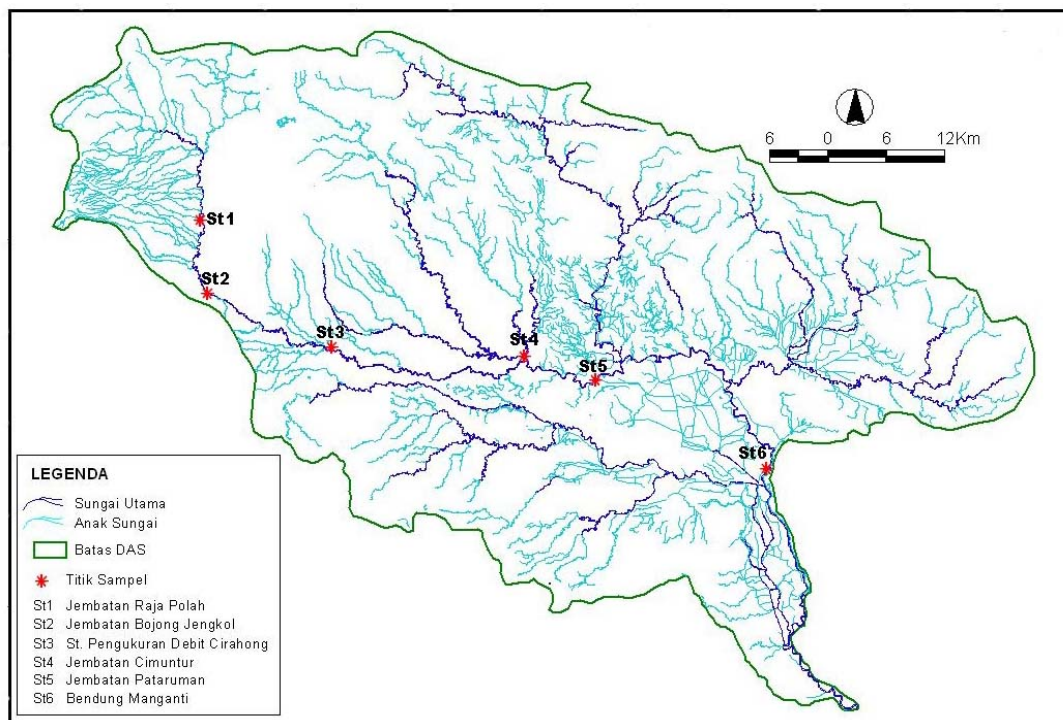 6 0 6 12Km
St1
St2
St3
St4
St5
St6
LEGENDA
Sungai Utama
Anak Sungai
Batas DAS
Titik Sampel
St1 Jembatan Raja Polah
St2 Jembatan Bojong Jengkol
St3 St. Pengukuran Debit Cirahong
St4 Jembatan Cimuntur
St5 Jembatan Pataruman
St6 Bendung Manganti